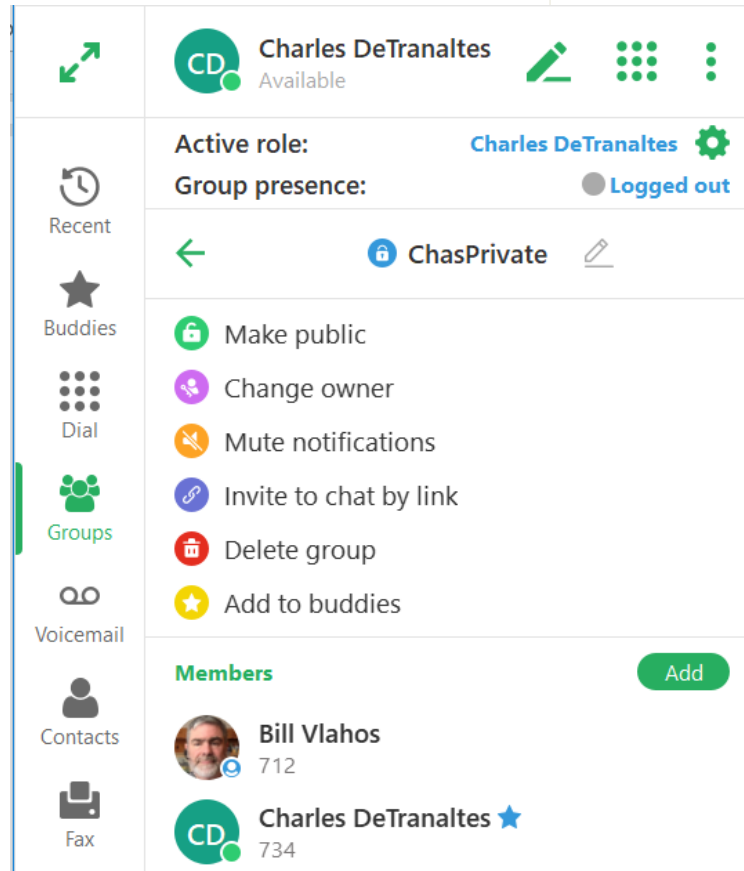 CD
Charles DeTranaltes
Available
Active role:
Charles DeTranaltes
Group presence:
Logged out
Recent
Buddies
Dial
Groups
Voicemail
Contacts
Fax
ChasPrivate
Make public
Change owner
Mute notifications
Invite to chat by link
Delete group
Add to buddies
Members
Add
Bill Vlahos
712
CD
Charles DeTranaltes
734